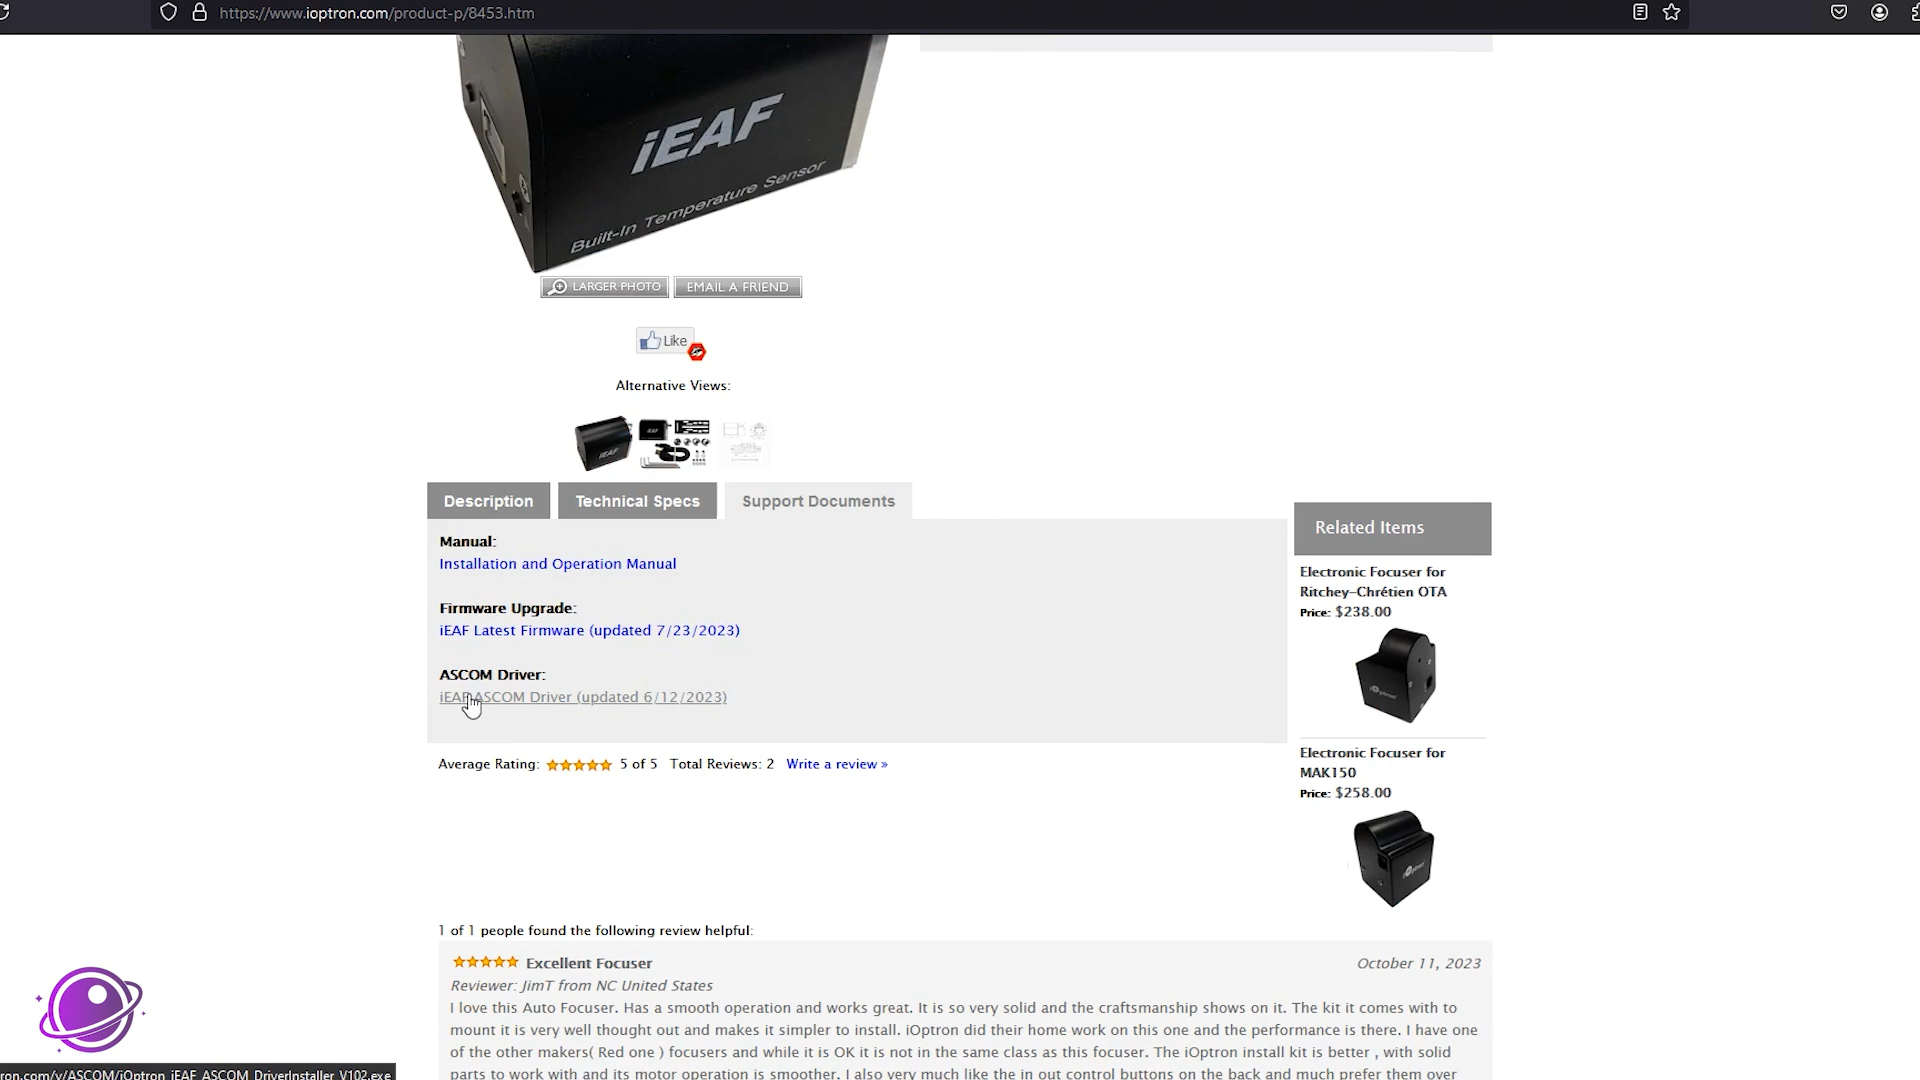 https://www.ioptron.com/product-p/8453.htm
iEAF
Built-In Temperature Sensor
LARGER PHOTO
EMAIL A FRIEND
Like
Alternative Views:
Description
Technical Specs
Support Documents
Manual:
Installation and Operation Manual
Firmware Upgrade:
iEAF Latest Firmware (updated 7/23/2023)
ASCOM Driver:
iEAF ASCOM Driver (updated 6/12/2023)
Related Items
Electronic Focuser for
Ritchey-Chrétien OTA
Price: $238.00
iOptron
Electronic Focuser for
MAK150
Price: $258.00
iOptron
Average Rating: 5 of 5 Total Reviews: 2 Write a review »
1 of 1 people found the following review helpful:
Excellent Focuser
October 11, 2023
Reviewer: JimT from NC United States
I love this Auto Focuser. Has a smooth operation and works great. It is so very solid and the craftsmanship shows on it. The kit it comes with to
mount it is very well thought out and makes it simpler to install. iOptron did their home work on this one and the performance is there. I have one
of the other makers( Red one ) focusers and while it is OK it is not in the same class as this focuser. The iOptron install kit is better , with solid
parts to work with and its motor operation is smoother. I also very much like the in out control buttons on the back and much prefer them over
tron.com/v/ASCOM/iOptron_iEAF_ASCOM_DriverInstaller_V102.exe